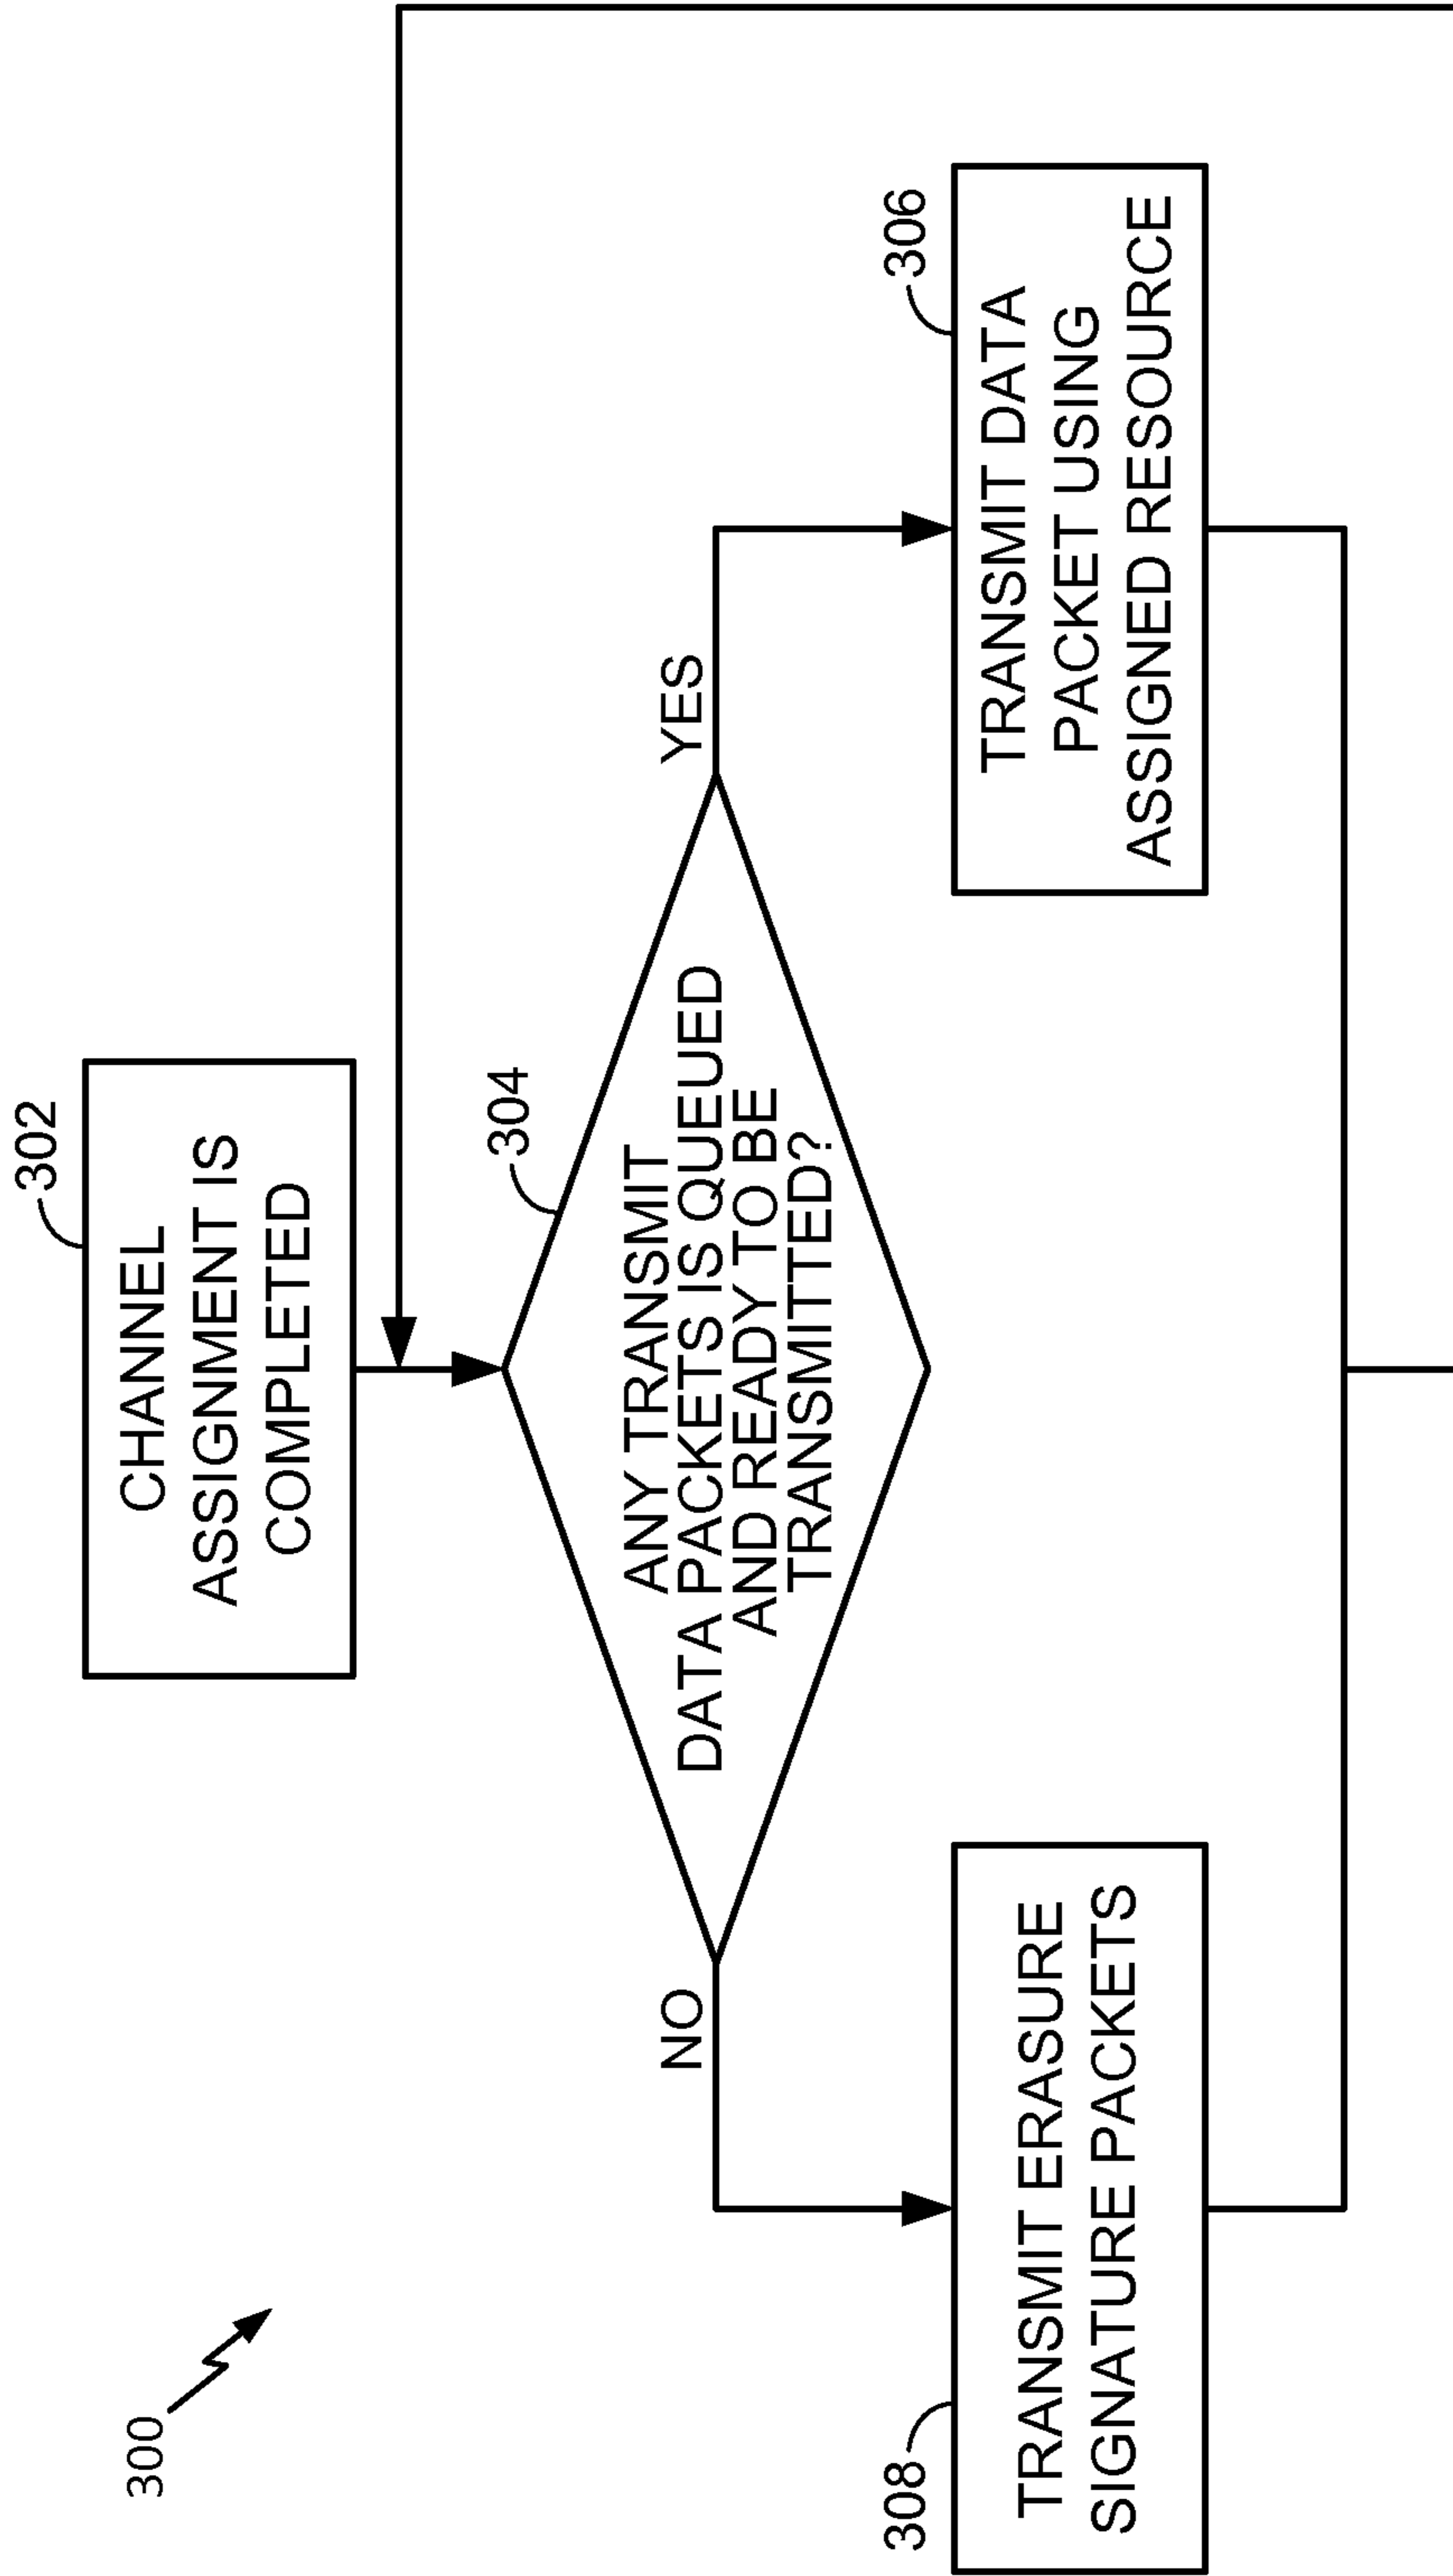 300
302
CHANNEL
ASSIGNMENT IS
COMPLETED
304
ANY TRANSMIT
DATA PACKETS IS QUEUED
AND READY TO BE
TRANSMITTED?
NO
YES
308
TRANSMIT ERASURE
SIGNATURE PACKETS
306
TRANSMIT DATA
PACKET USING
ASSIGNED RESOURCE